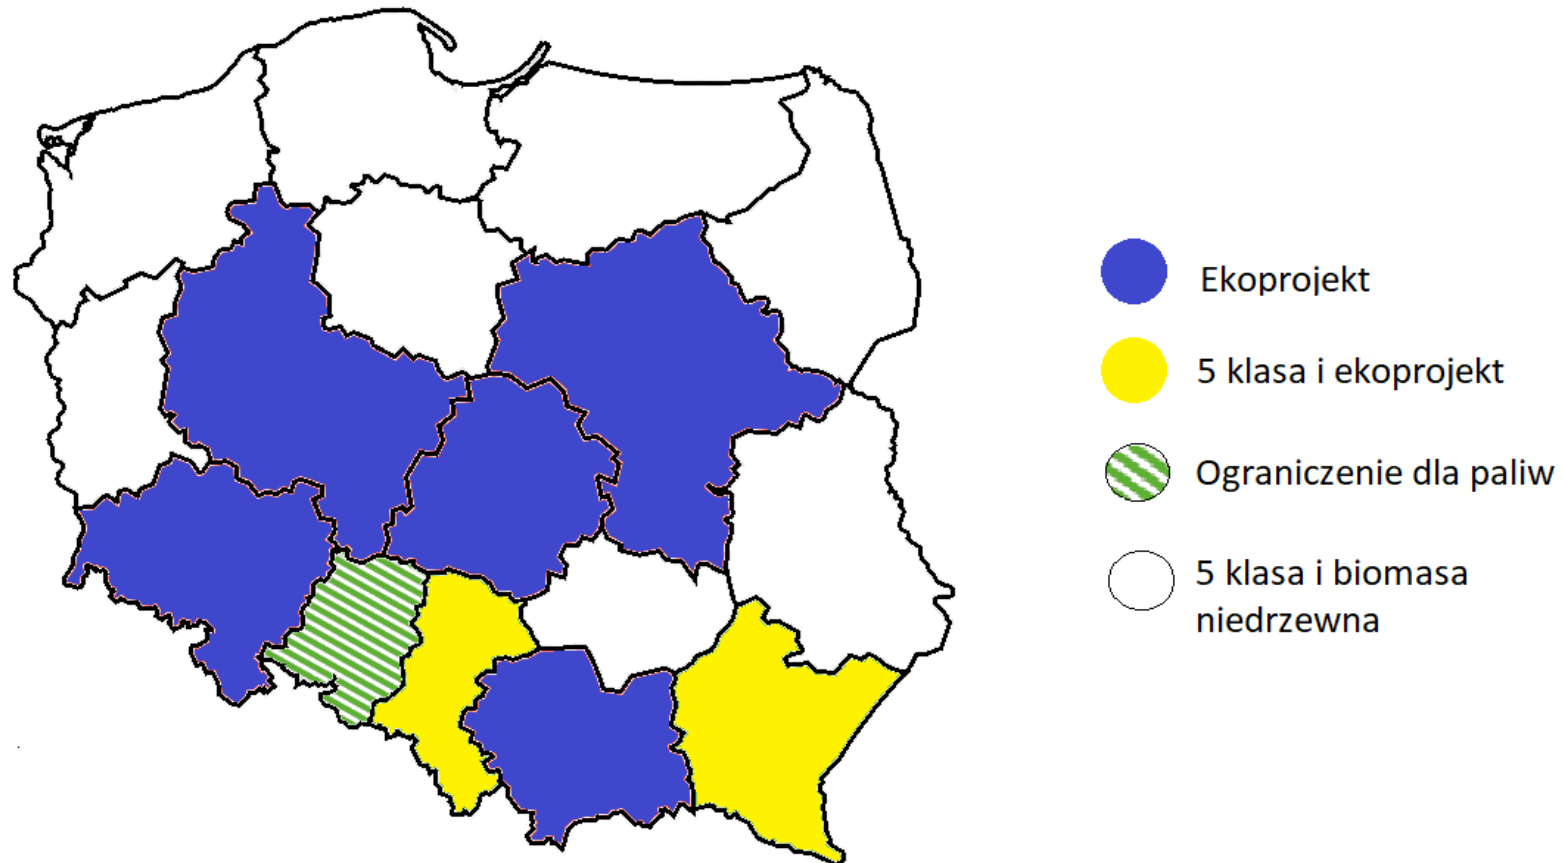 Ekoprojekt
5 klasa i ekoprojekt
Ograniczenie dla paliw
5 klasa i biomasa
niedrzewna